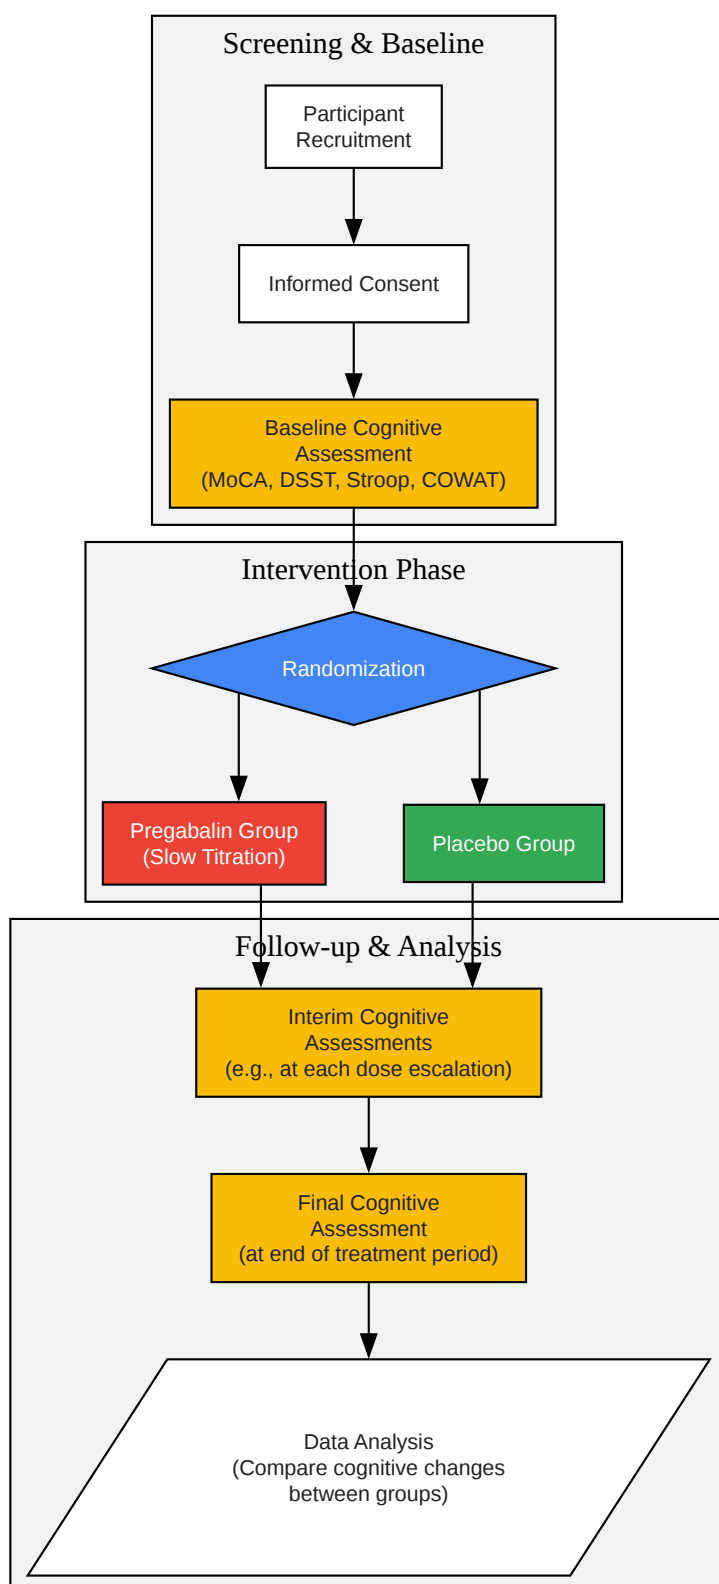 Screening & Baseline
Participant
Recruitment
Informed Consent
Baseline Cognitive
Assessment
(MoCA, DSST, Stroop, COWAT)
Intervention Phase
Randomization
Pregabalin Group
(Slow Titration)
Placebo Group
Follow-up & Analysis
Interim Cognitive
Assessments
(e.g., at each dose escalation)
Final Cognitive
Assessment
(at end of treatment period)
Data Analysis
(Compare cognitive changes
between groups)